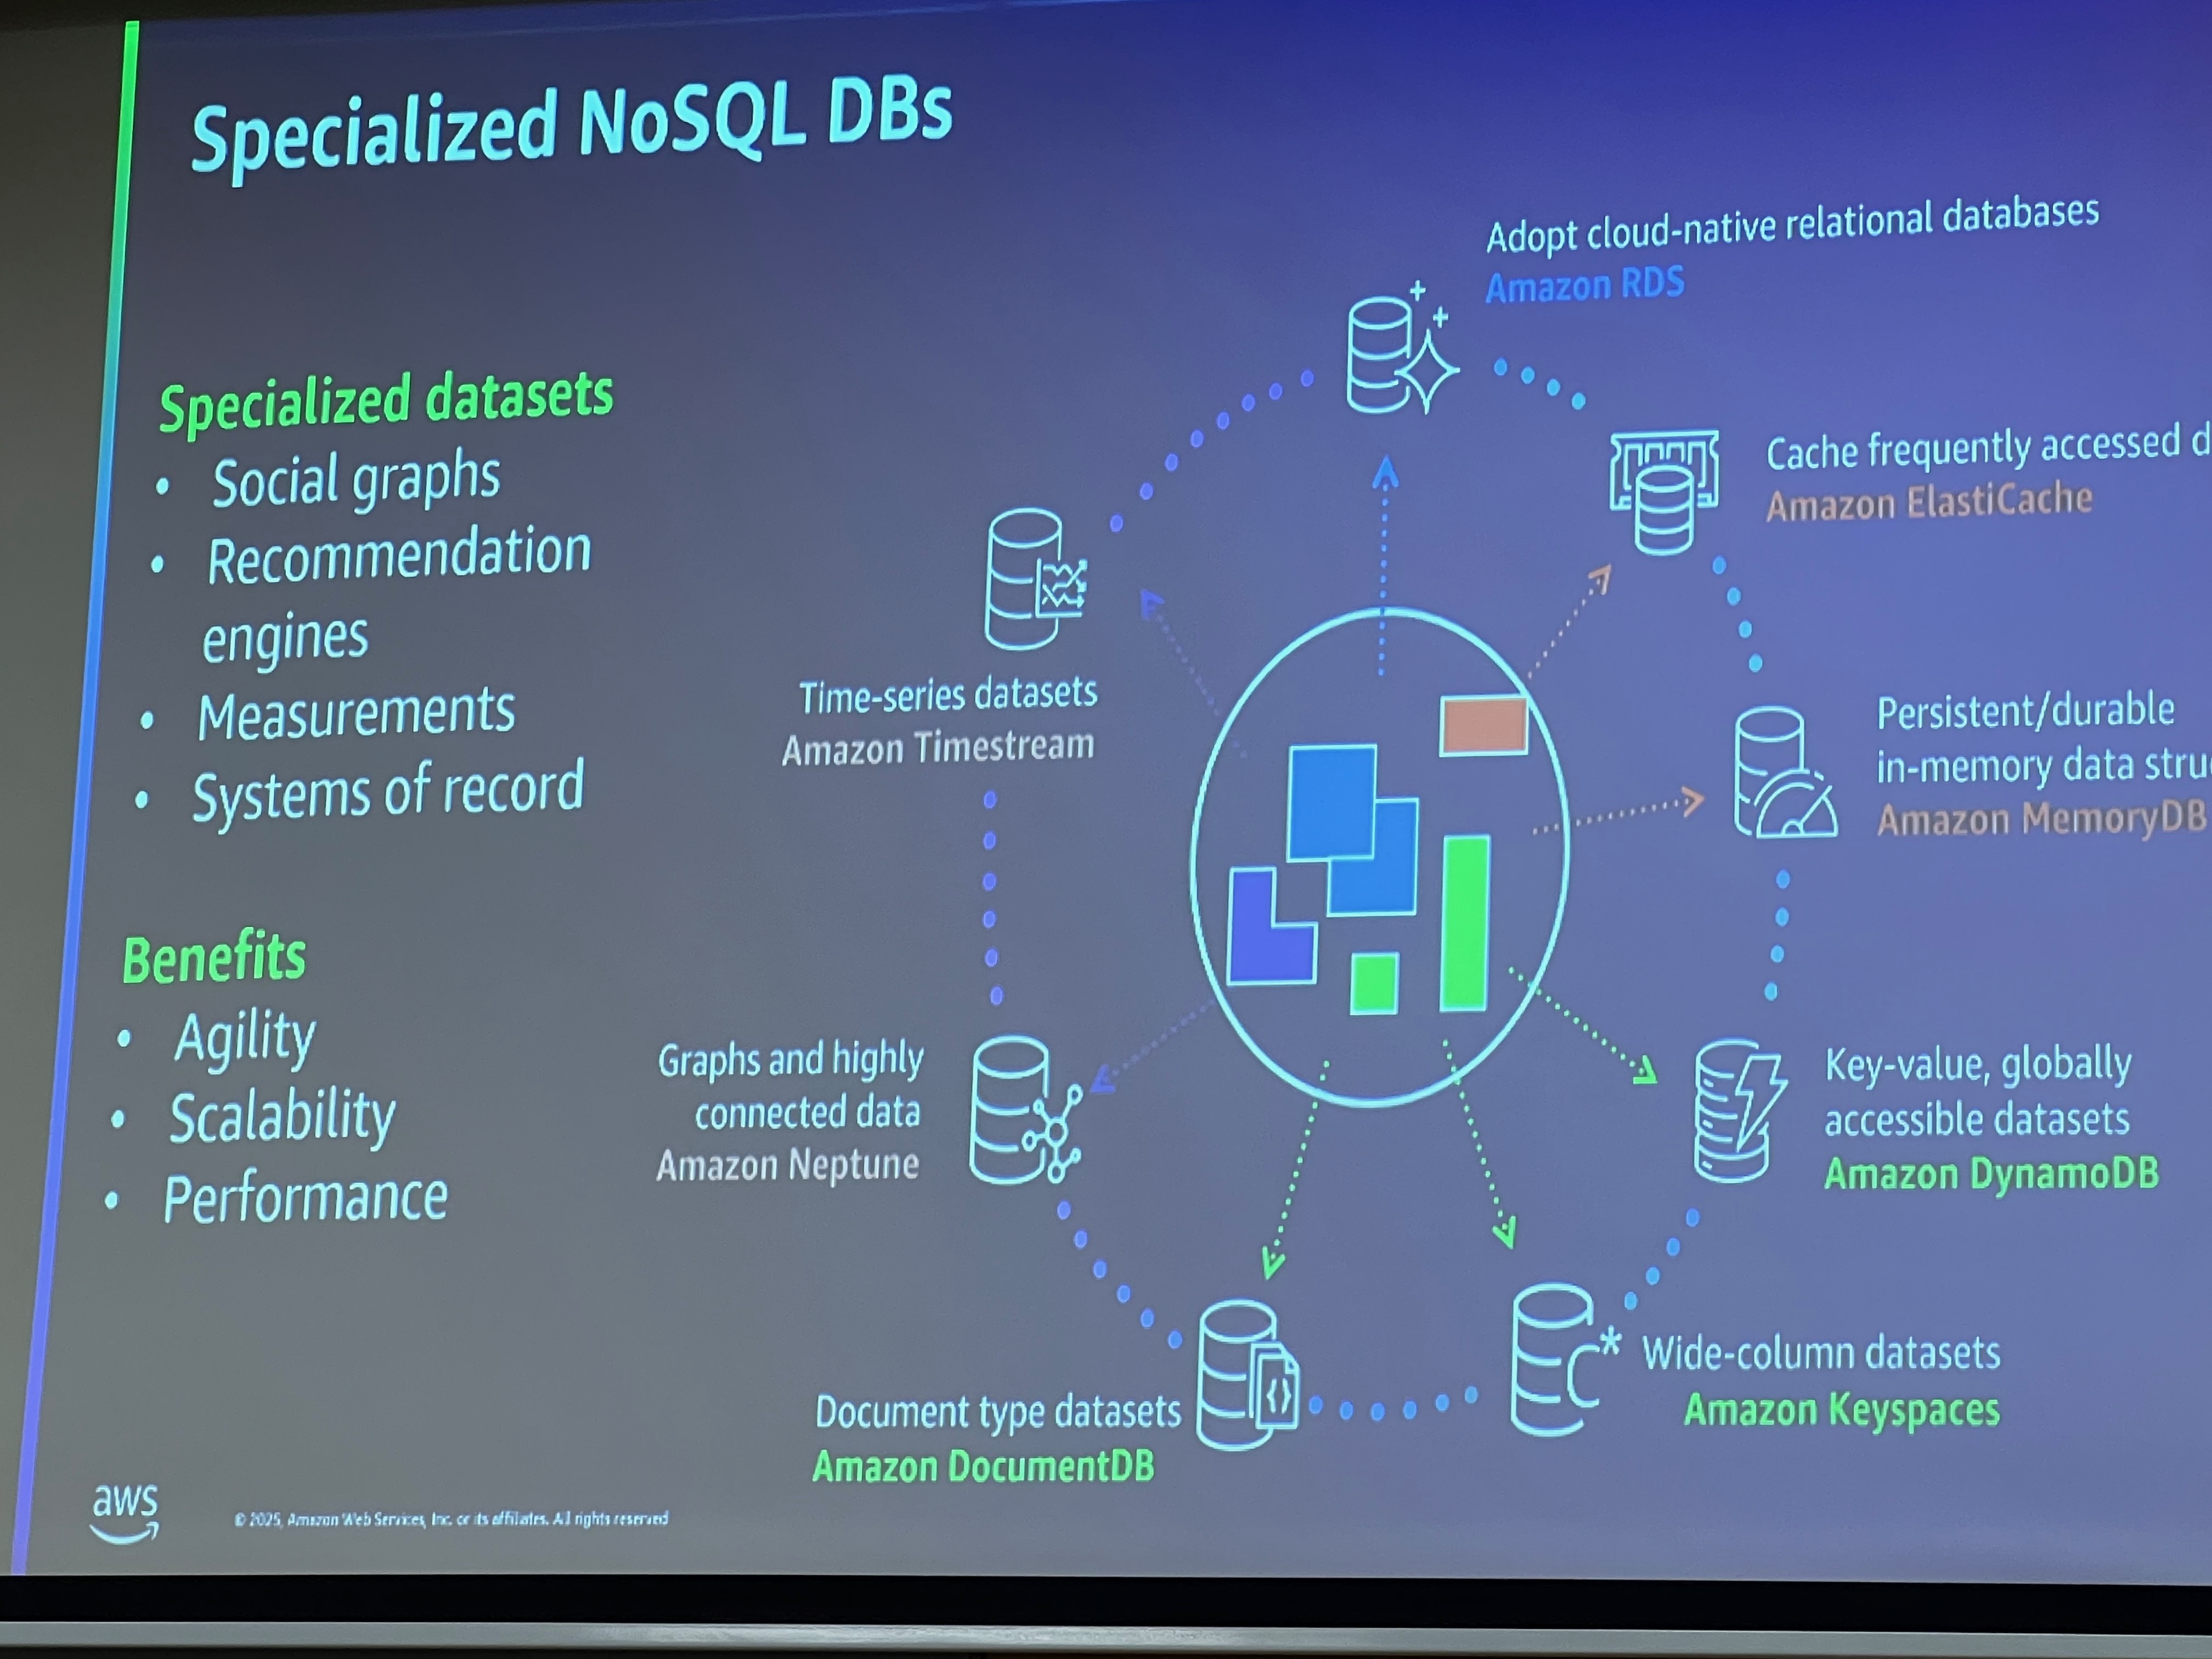 Specialized NoSQL DBs
Specialized datasets
• Social graphs
• Recommendation
engines
• Measurements
• Systems of record
Benefits
• Agility
• Scalability
• Performance
Adopt cloud-native relational databases
Amazon RDS
Cache frequently accessed
Amazon ElastiCache
Persistent/durable
in-memory data
Amazon MemoryDB
Key-value, globally
accessible datasets
Amazon DynamoDB
Wide-column datasets
Amazon Keyspaces
Document type datasets
Amazon DocumentDB
Graphs and highly
connected data
Amazon Neptune
Time-series datasets
Amazon Timestream
{}
C*
aws
© 2025, Amazon Web Services, Inc. or its affiliates. All rights reserved